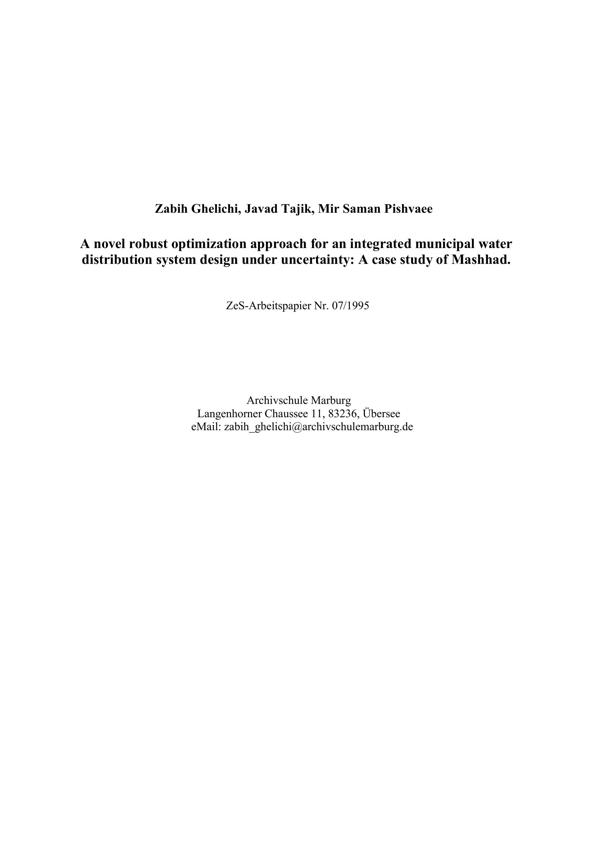 Zabih Ghelichi, Javad Tajik, Mir Saman Pishvaee
A novel robust optimization approach for an integrated municipal water
distribution system design under uncertainty: A case study of Mashhad.
ZeS-Arbeitspapier Nr. 07/1995
Archivschule Marburg
Langenhorner Chaussee 11, 83236, Übersee
eMail: zabih_ghelichi@archivschulemarburg.de